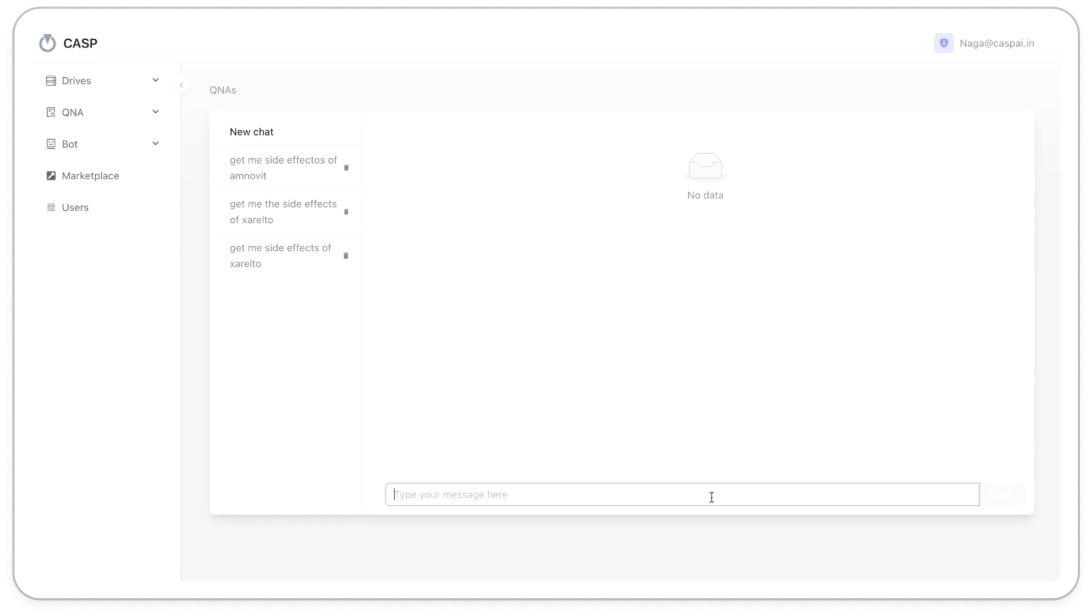 CASP
Naga@caspai.in
Drives
QNA
Bot
Marketplace
Users
QNAs
New chat
get me side effectos of
amnovit
get me the side effects
of xarelto
get me side effects of
xarelto
No data
Type your message here